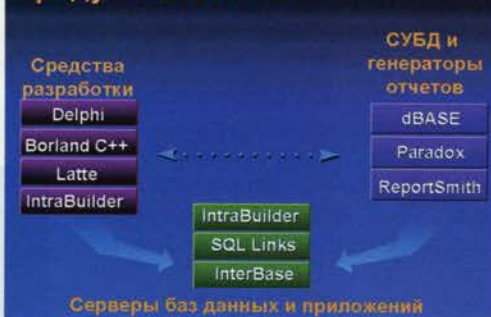 Средства
разработки
Delphi
Borland C++
Latte
IntraBuilder
СУБД и
генераторы
отчетов
dBASE
Paradox
ReportSmith
IntraBuilder
SQL Links
InterBase
Серверы баз данных и приложений